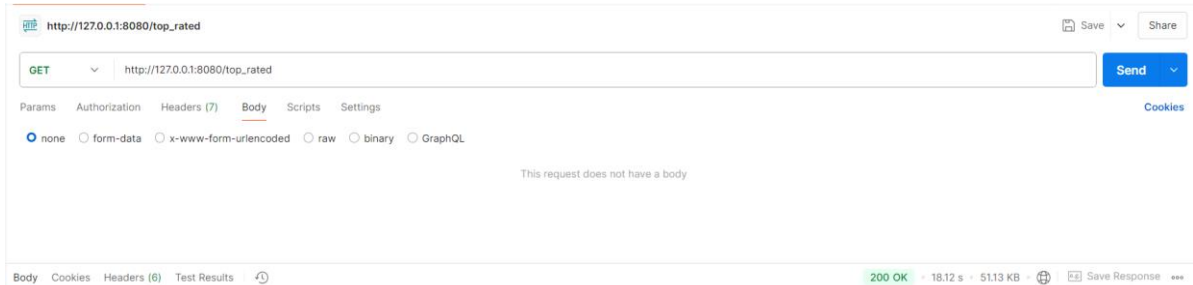 HTTP http://127.0.0.1:8080/top_rated Save Share
GET http://127.0.0.1:8080/top_rated Send
Params Authorization Headers (7) Body Scripts Settings Cookies
none form-data x-www-form-urlencoded raw binary GraphQL
This request does not have a body
Body Cookies Headers (6) Test Results 200 OK 18.12 s 51.13 KB Save Response